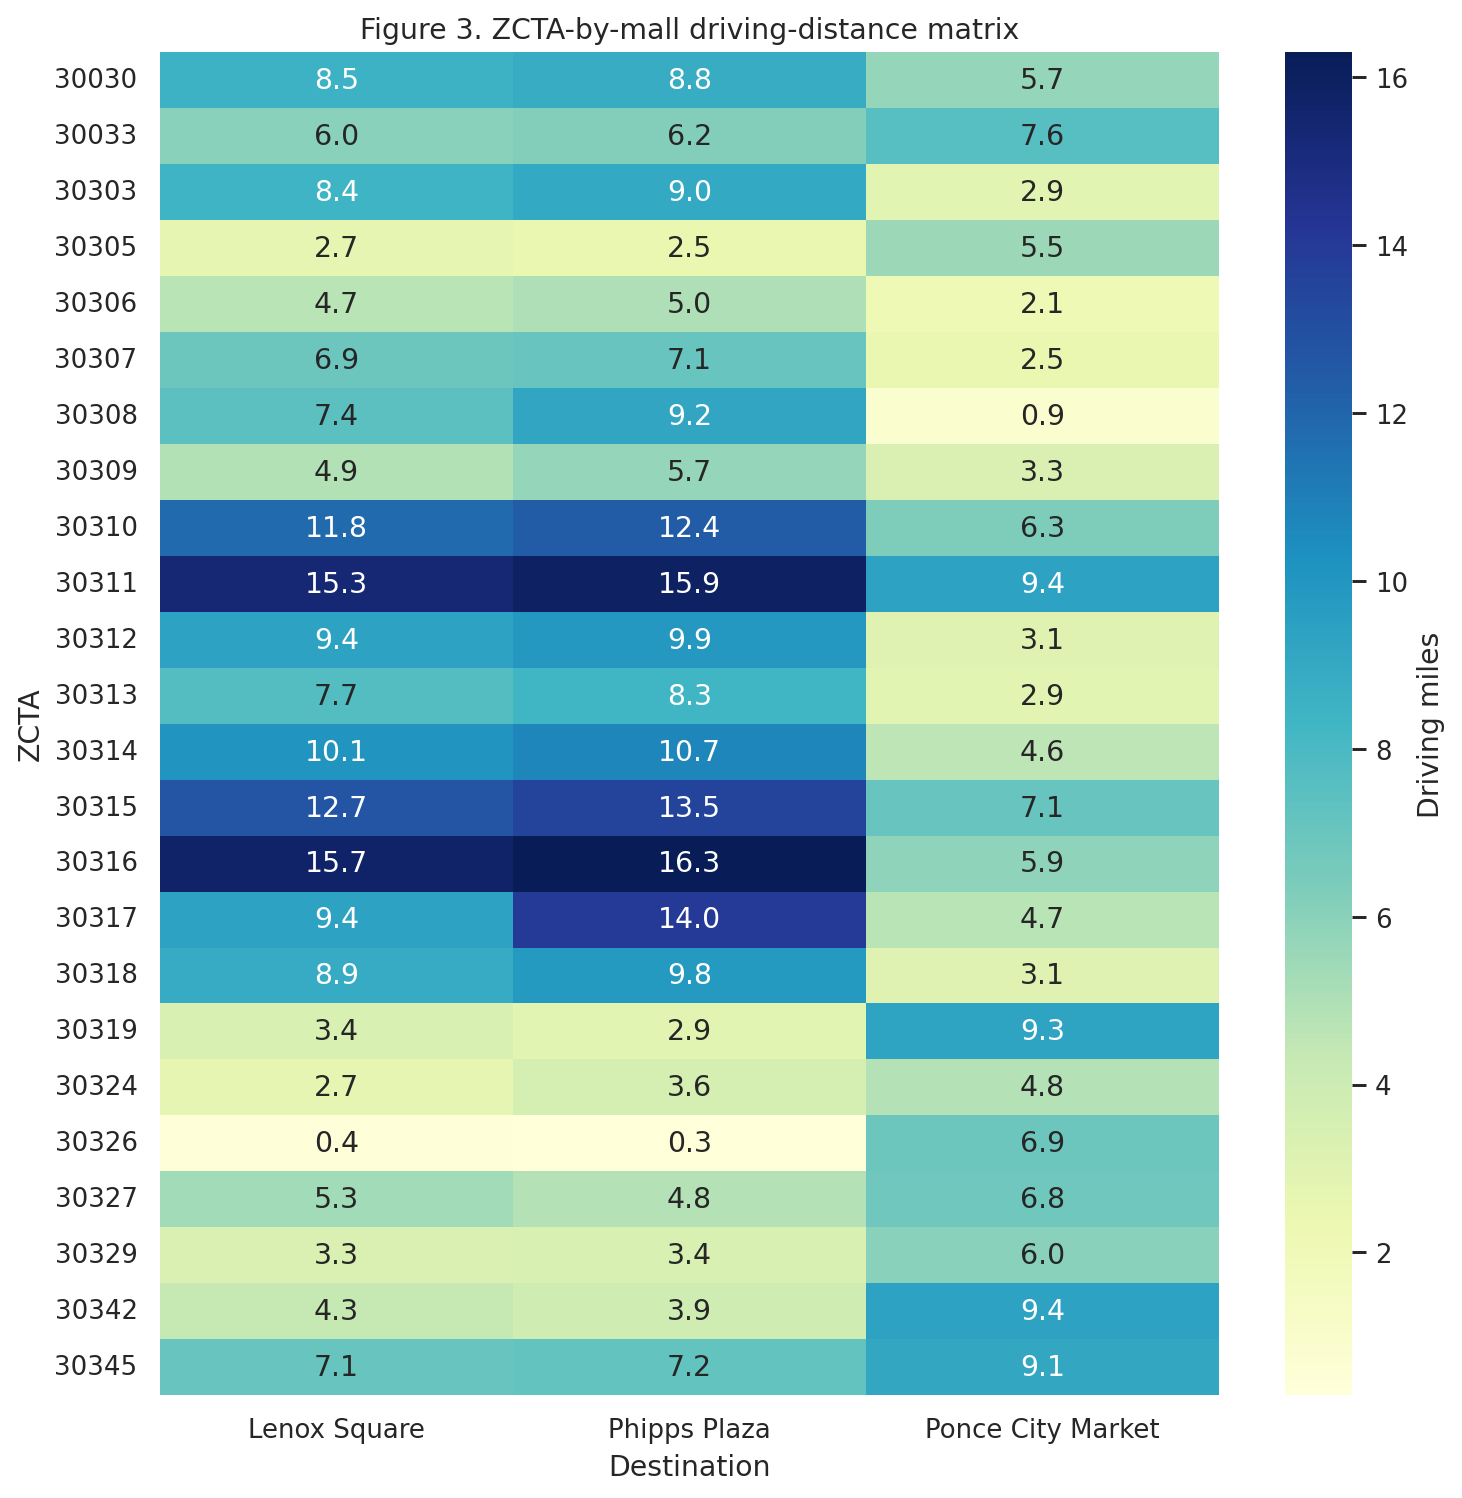 Figure 3. ZCTA-by-mall driving-distance matrix
30030 8.5 8.8 5.7
30033 6.0 6.2 7.6
30303 8.4 9.0 2.9
30305 2.7 2.5 5.5
30306 4.7 5.0 2.1
30307 6.9 7.1 2.5
30308 7.4 9.2 0.9
30309 4.9 5.7 3.3
30310 11.8 12.4 6.3
30311 15.3 15.9 9.4
30312 9.4 9.9 3.1
30313 7.7 8.3 2.9
30314 10.1 10.7 4.6
30315 12.7 13.5 7.1
30316 15.7 16.3 5.9
30317 9.4 14.0 4.7
30318 8.9 9.8 3.1
30319 3.4 2.9 9.3
30324 2.7 3.6 4.8
30326 0.4 0.3 6.9
30327 5.3 4.8 6.8
30329 3.3 3.4 6.0
30342 4.3 3.9 9.4
30345 7.1 7.2 9.1
Lenox Square Phipps Plaza Ponce City Market
Destination
ZCTA
16
14
12
10
8
6
4
2
Driving miles